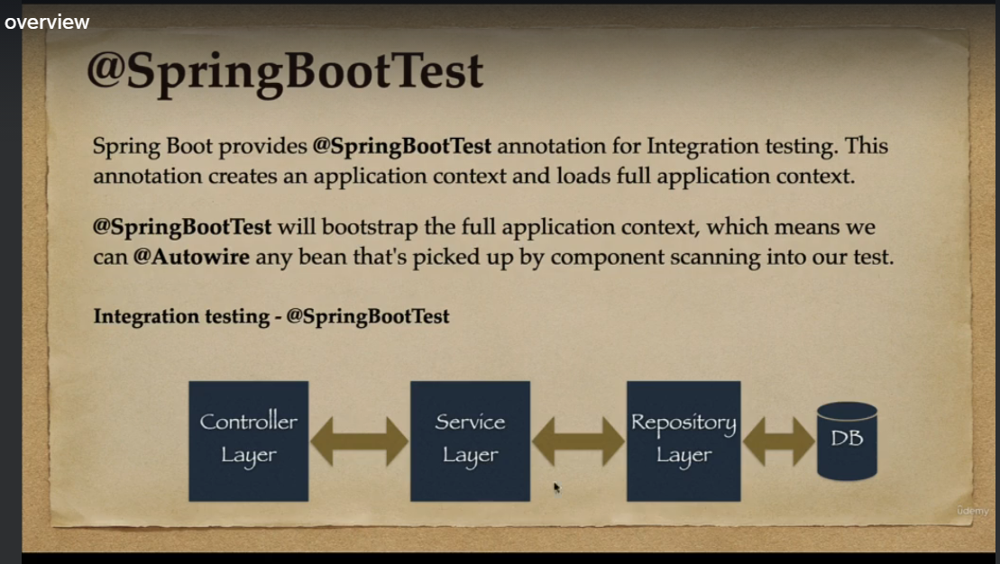 overview
@SpringBootTest
Spring Boot provides @SpringBootTest annotation for Integration testing. This
annotation creates an application context and loads full application context.
@SpringBootTest will bootstrap the full application context, which means we
can @Autowire any bean that's picked up by component scanning into our test.
Integration testing - @SpringBootTest
Controller
Layer
Service
Layer
Repository
Layer
DB
ûdemy